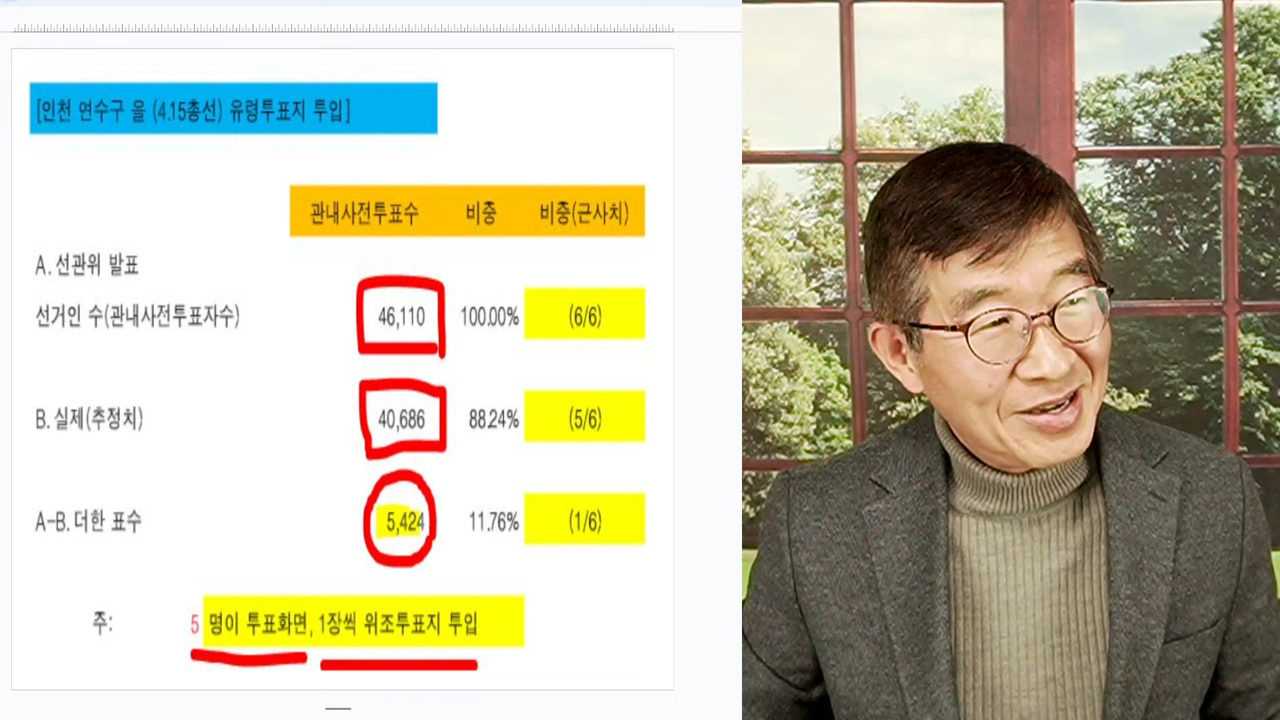 [인천 연수구 을 (4.15총선) 유령투표지 투입]
관내사전투표수 비중 비중(근사치)
A. 선관위 발표
선거인 수(관내사전투표자수) 46,110 100.00% (6/6)
B. 실제(추정치) 40,686 88.24% (5/6)
A-B. 더한 표수 5,424 11.76% (1/6)
주: 5 명이 투표화면, 1장씩 위조투표지 투입